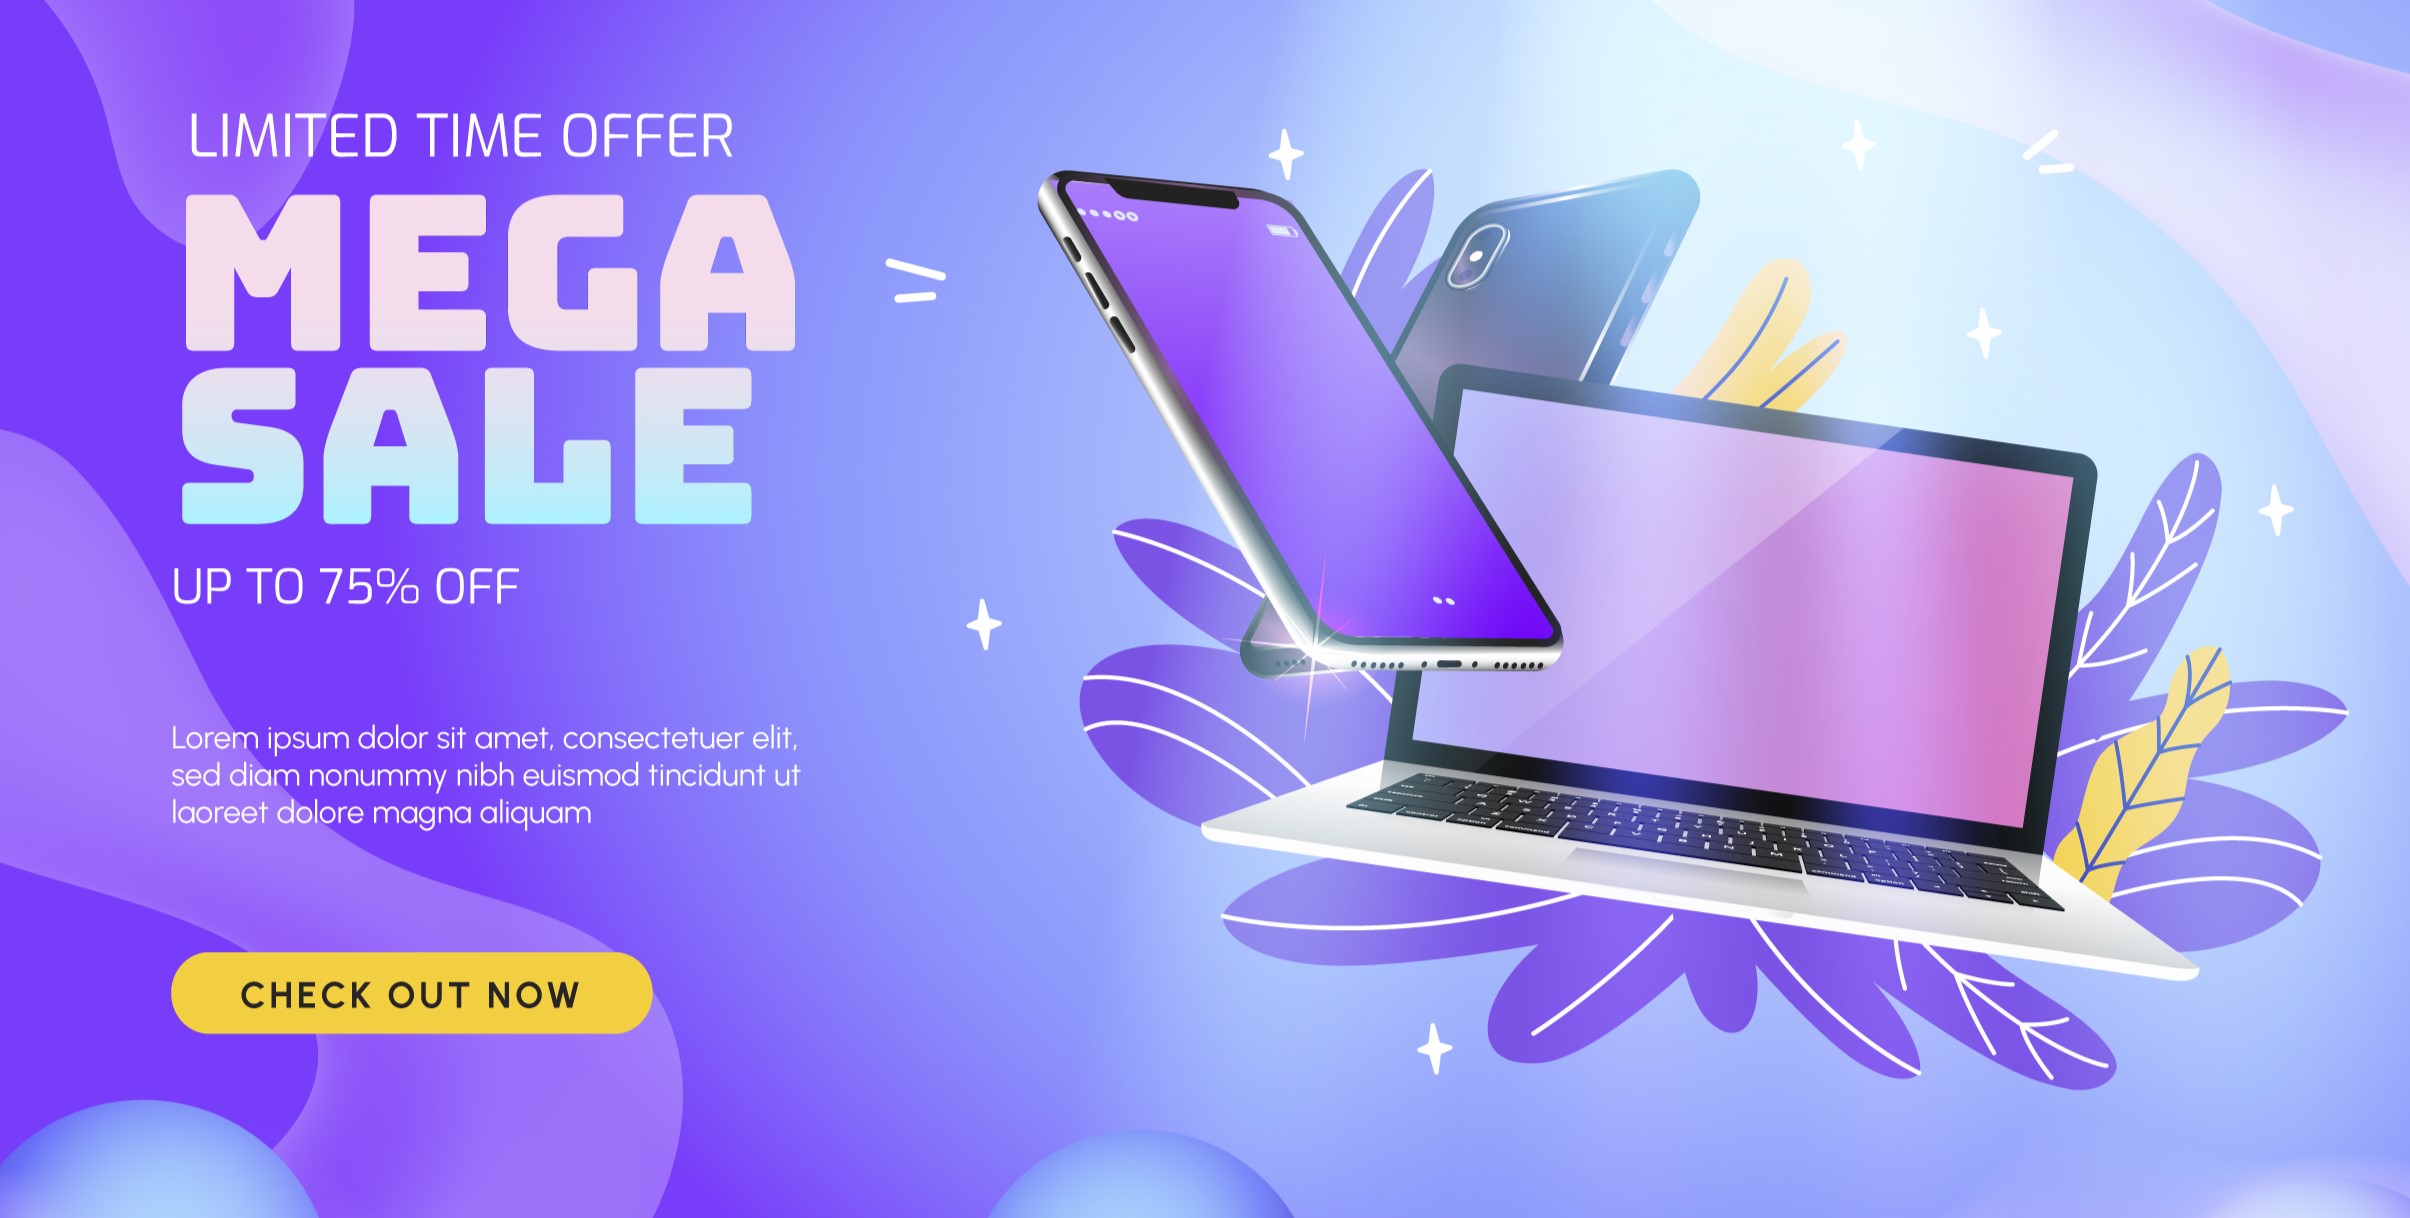 LIMITED TIME OFFER
MEGA
SALE
UP TO 75% OFF
Lorem ipsum dolor sit amet, consectetuer elit,
sed diam nonummy nibh euismod tincidunt ut
laoreet dolore magna aliquam
CHECK OUT NOW